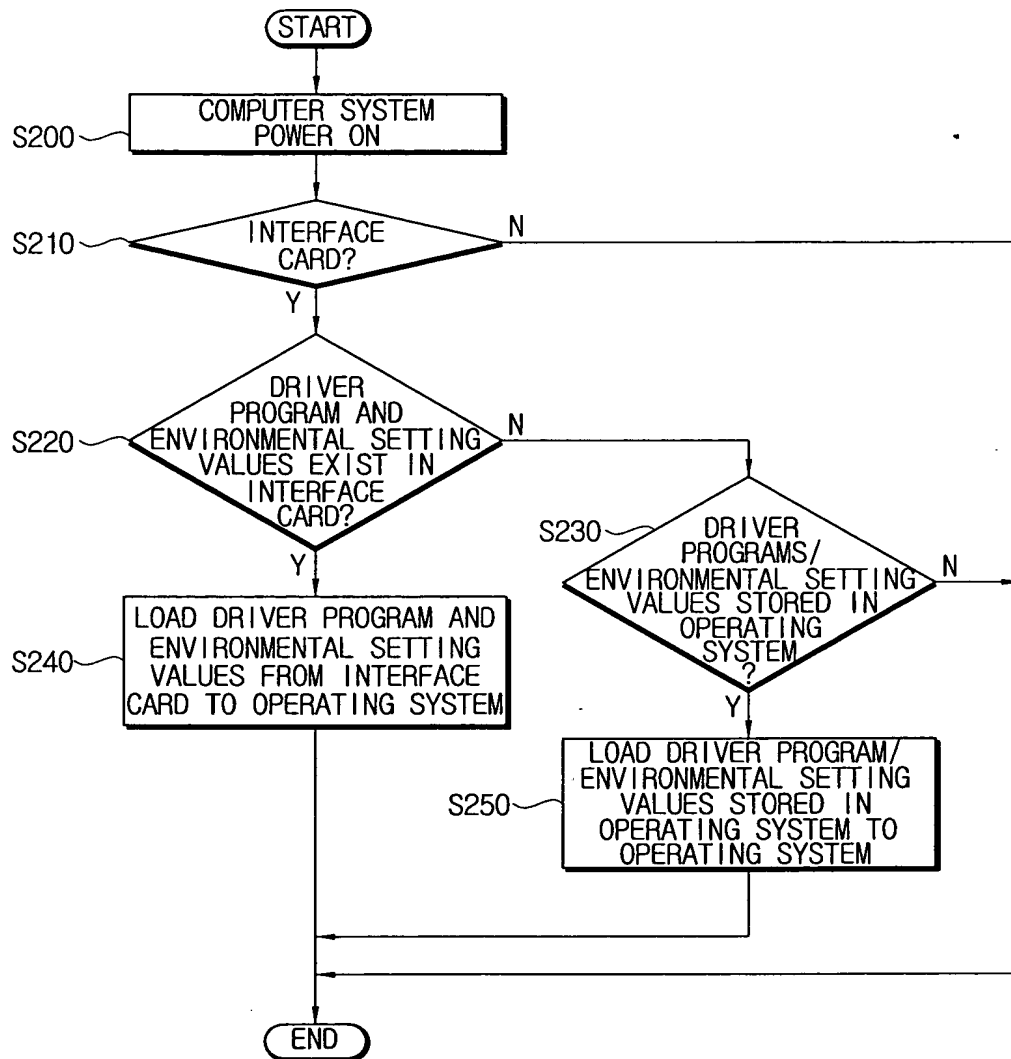 START
COMPUTER SYSTEM
POWER ON
S200
INTERFACE
CARD?
S210
N
Y
DRIVER
PROGRAM AND
ENVIRONMENTAL SETTING
VALUES EXIST IN
INTERFACE
CARD?
S220
N
Y
S230
DRIVER
PROGRAMS/
ENVIRONMENTAL SETTING
VALUES STORED IN
OPERATING
SYSTEM
?
N
Y
LOAD DRIVER PROGRAM AND
ENVIRONMENTAL SETTING
VALUES FROM INTERFACE
CARD TO OPERATING SYSTEM
S240
LOAD DRIVER PROGRAM/
ENVIRONMENTAL SETTING
VALUES STORED IN
OPERATING SYSTEM TO
OPERATING SYSTEM
S250
END